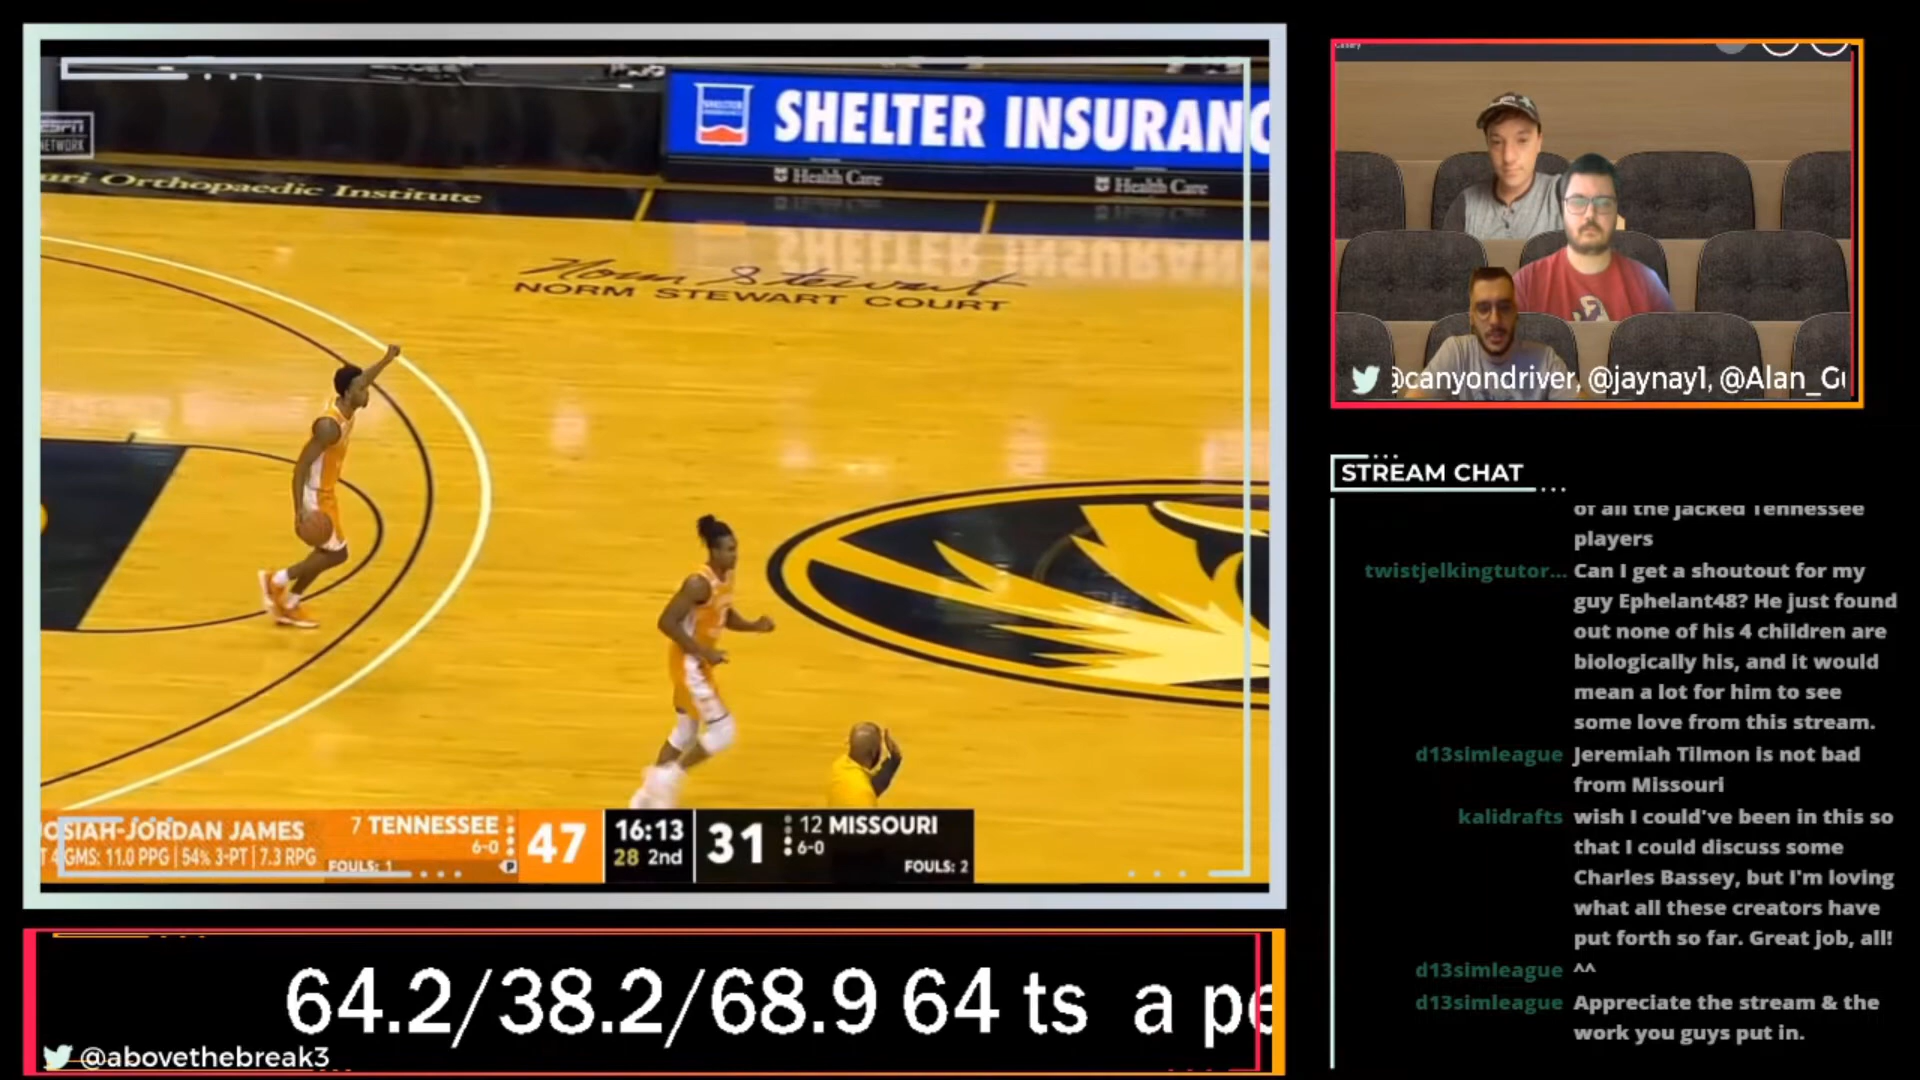 SHELTER INSURANC
ESPN
NETWORK
Health Care
Health Care
uri Orthopaedic Institute
Norm Stewart
NORM STEWART COURT
OSIAH-JORDAN JAMES
T 4 GMS: 11.0 PPG | 54% 3-PT | 7.3 RPG
7 TENNESSEE
6-0
FOULS: 1
P
47
16:13
28 2nd
31
12 MISSOURI
6-0
FOULS: 2
64.2/38.2/68.9 64 ts a pe
@abovethebreak3
@canyondriver, @jaynay1, @Alan_Gu
STREAM CHAT
of all the jacked Tennessee
players
twistjelkingtutor... Can I get a shoutout for my
guy Ephelant48? He just found
out none of his 4 children are
biologically his, and it would
mean a lot for him to see
some love from this stream.
d13simleague Jeremiah Tilmon is not bad
from Missouri
kalidrafts wish I could've been in this so
that I could discuss some
Charles Bassey, but I'm loving
what all these creators have
put forth so far. Great job, all!
d13simleague ^^
d13simleague Appreciate the stream & the
work you guys put in.